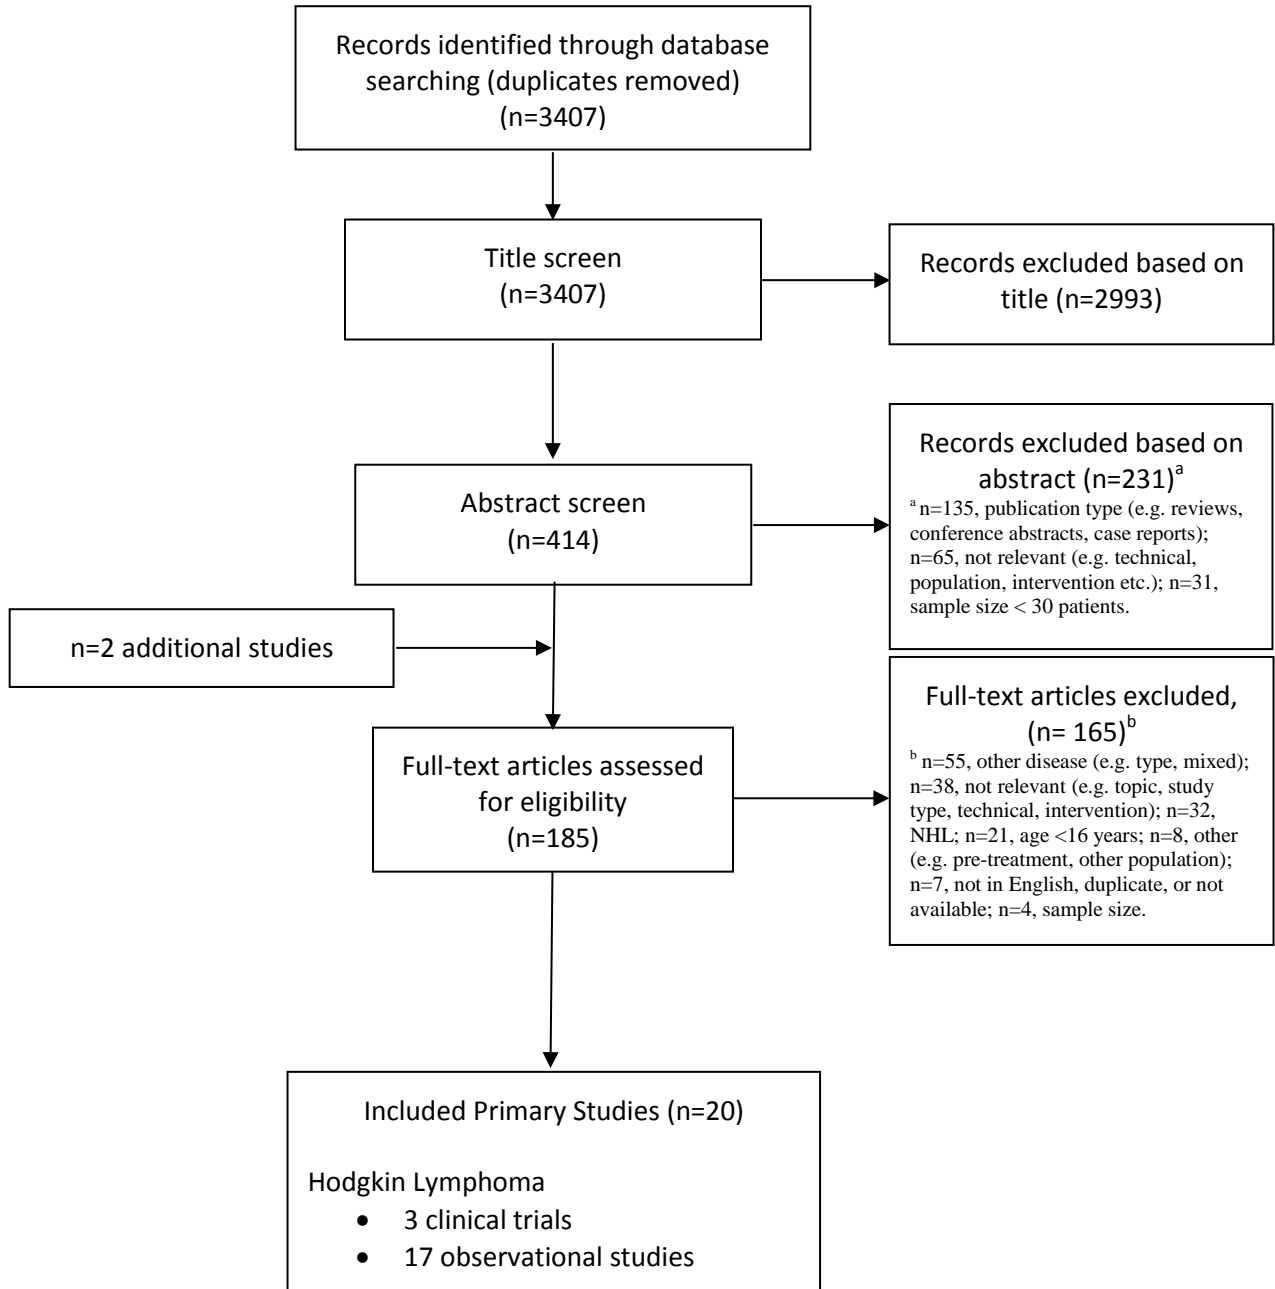 Records identified through database
searching (duplicates removed)
(n=3407)
Title screen
(n=3407)
Records excluded based on
title (n=2993)
Abstract screen
(n=414)
Records excluded based on
abstract (n=231)a
a n=135, publication type (e.g. reviews,
conference abstracts, case reports);
n=65, not relevant (e.g. technical,
population, intervention etc.); n=31,
sample size < 30 patients.
n=2 additional studies
Full-text articles assessed
for eligibility
(n=185)
Full-text articles excluded,
(n= 165)b
b n=55, other disease (e.g. type, mixed);
n=38, not relevant (e.g. topic, study
type, technical, intervention); n=32,
NHL; n=21, age <16 years; n=8, other
(e.g. pre-treatment, other population);
n=7, not in English, duplicate, or not
available; n=4, sample size.
Included Primary Studies (n=20)
Hodgkin Lymphoma
• 3 clinical trials
• 17 observational studies